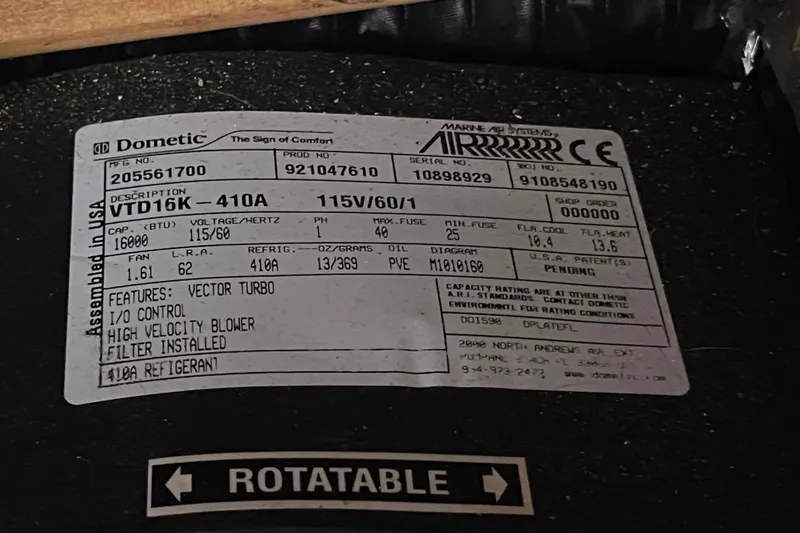 Dometic The Sign of Comfort
MARINE AIR SYSTEMS
AIR CE
MFG NO. PROD NO SERIAL NO. SKU NO.
205561700 921047610 10898929 9108548190
DESCRIPTION SHOP ORDER
VTD16K-410A 115V/60/1 000000
CAP. (BTU) VOLTAGE/HERTZ PH MAX.FUSE MIN.FUSE FLA.COOL FLA.HEAT
16000 115/60 1 40 25 10.4 13.6
FAN L.R.A. REFRIG.---OZ/GRAMS OIL DIAGRAM U.S.A. PATENT(S)
1.61 62 410A 13/369 PVE M1010160 PENDING
Assembled in USA
FEATURES: VECTOR TURBO
I/O CONTROL
HIGH VELOCITY BLOWER
FILTER INSTALLED
410A REFIGERANT
CAPACITY RATING ARE AT OTHER THAN
A.R.I. STANDARDS. CONTACT DOMETIC
ENVIRONMNTL FOR RATING CONDITIONS
DOI590 DPLATEFL
2000 NORTH ANDREWS AVE EXT
ROTATABLE